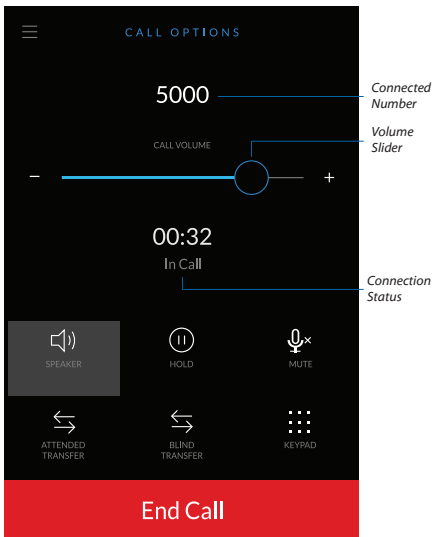 CALL OPTIONS
5000
Connected
Number
Volume
Slider
CALL VOLUME
- +
00:32
In Call
Connection
Status
SPEAKER HOLD MUTE
ATTENDED
TRANSFER
BLIND
TRANSFER
KEYPAD
End Call